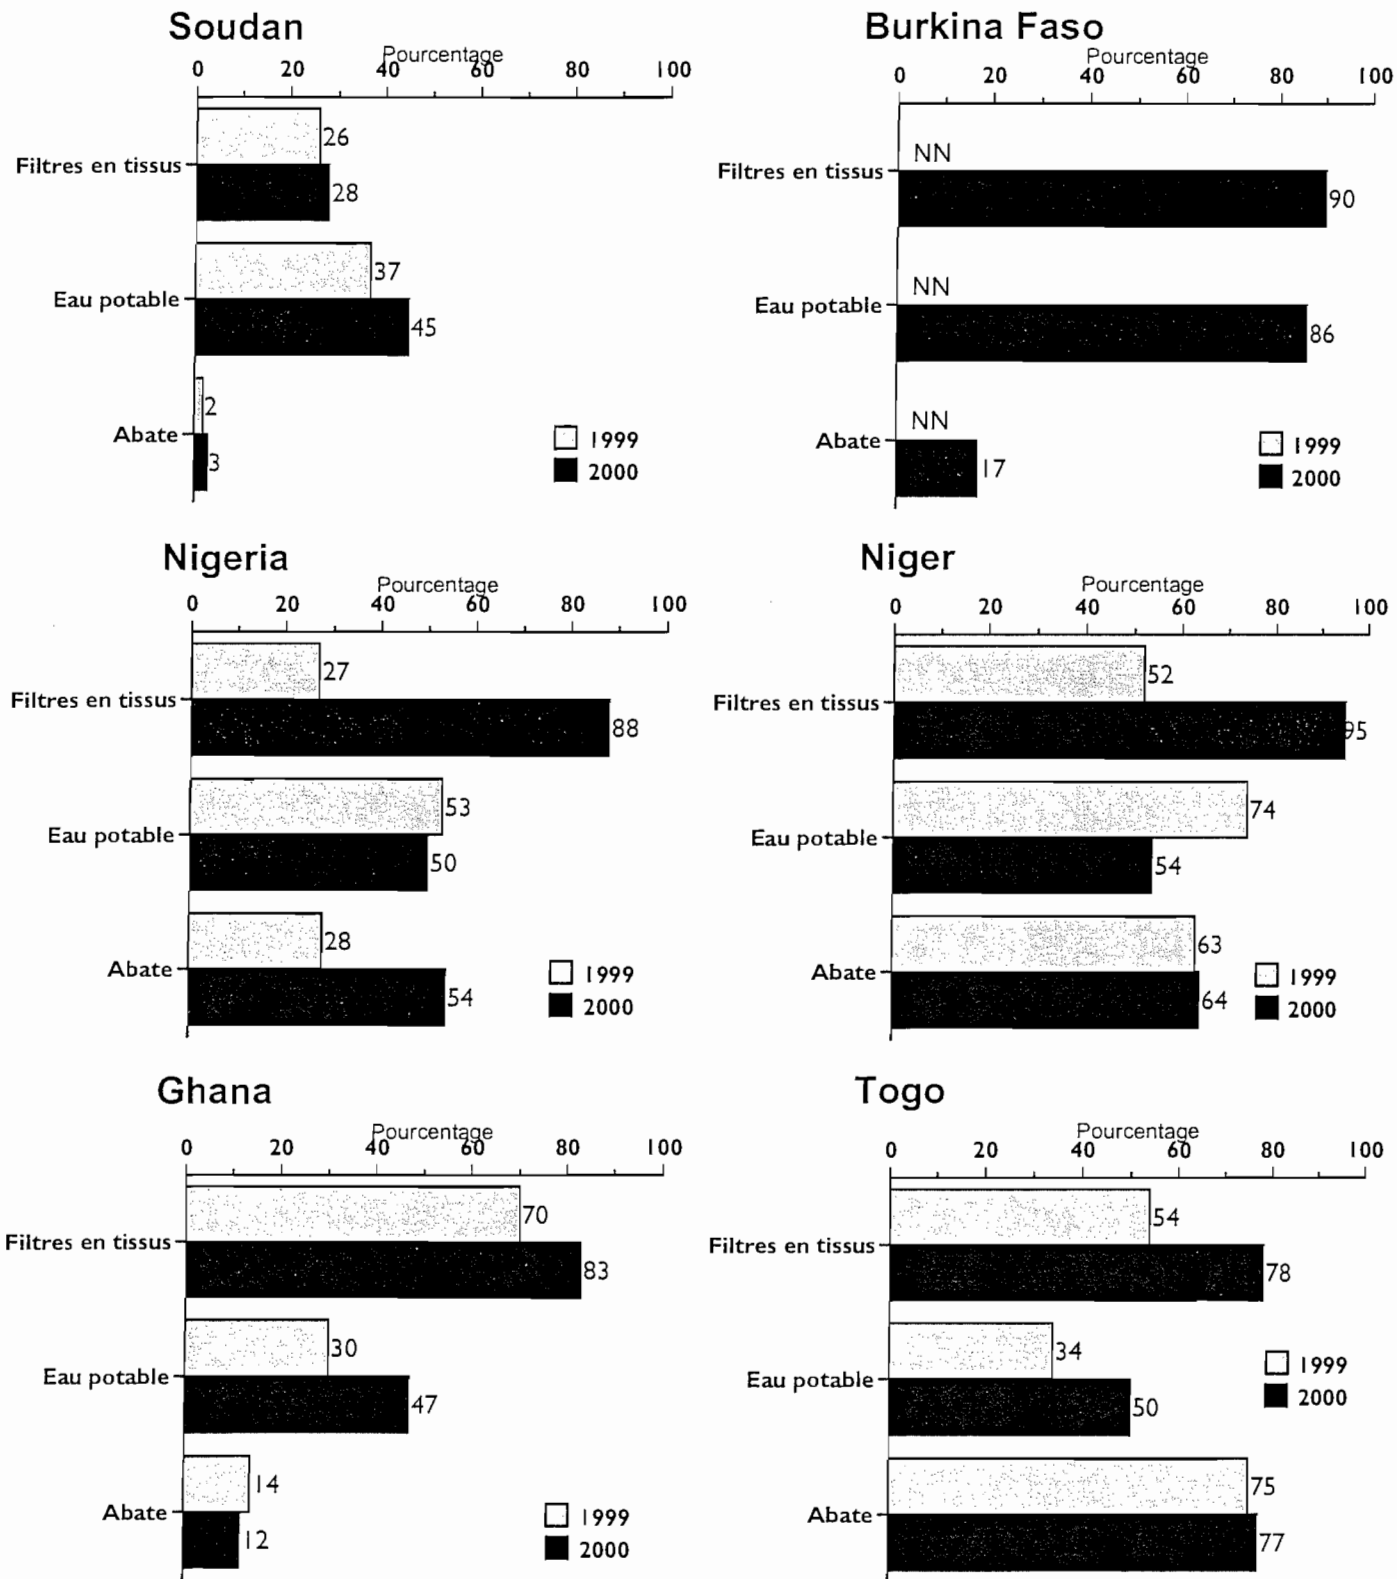 Soudan
Pourcentage
0 20 40 60 80 100
Filtres en tissus
26
28
Eau potable
37
45
Abate
2
3
1999
2000
Burkina Faso
Pourcentage
0 20 40 60 80 100
Filtres en tissus
NN
90
Eau potable
NN
86
Abate
NN
17
1999
2000
Nigeria
Pourcentage
0 20 40 60 80 100
Filtres en tissus
27
88
Eau potable
53
50
Abate
28
54
1999
2000
Niger
Pourcentage
0 20 40 60 80 100
Filtres en tissus
52
95
Eau potable
74
54
Abate
63
64
1999
2000
Ghana
Pourcentage
0 20 40 60 80 100
Filtres en tissus
70
83
Eau potable
30
47
Abate
14
12
1999
2000
Togo
Pourcentage
0 20 40 60 80 100
Filtres en tissus
54
78
Eau potable
34
50
1999
2000
Abate
75
77